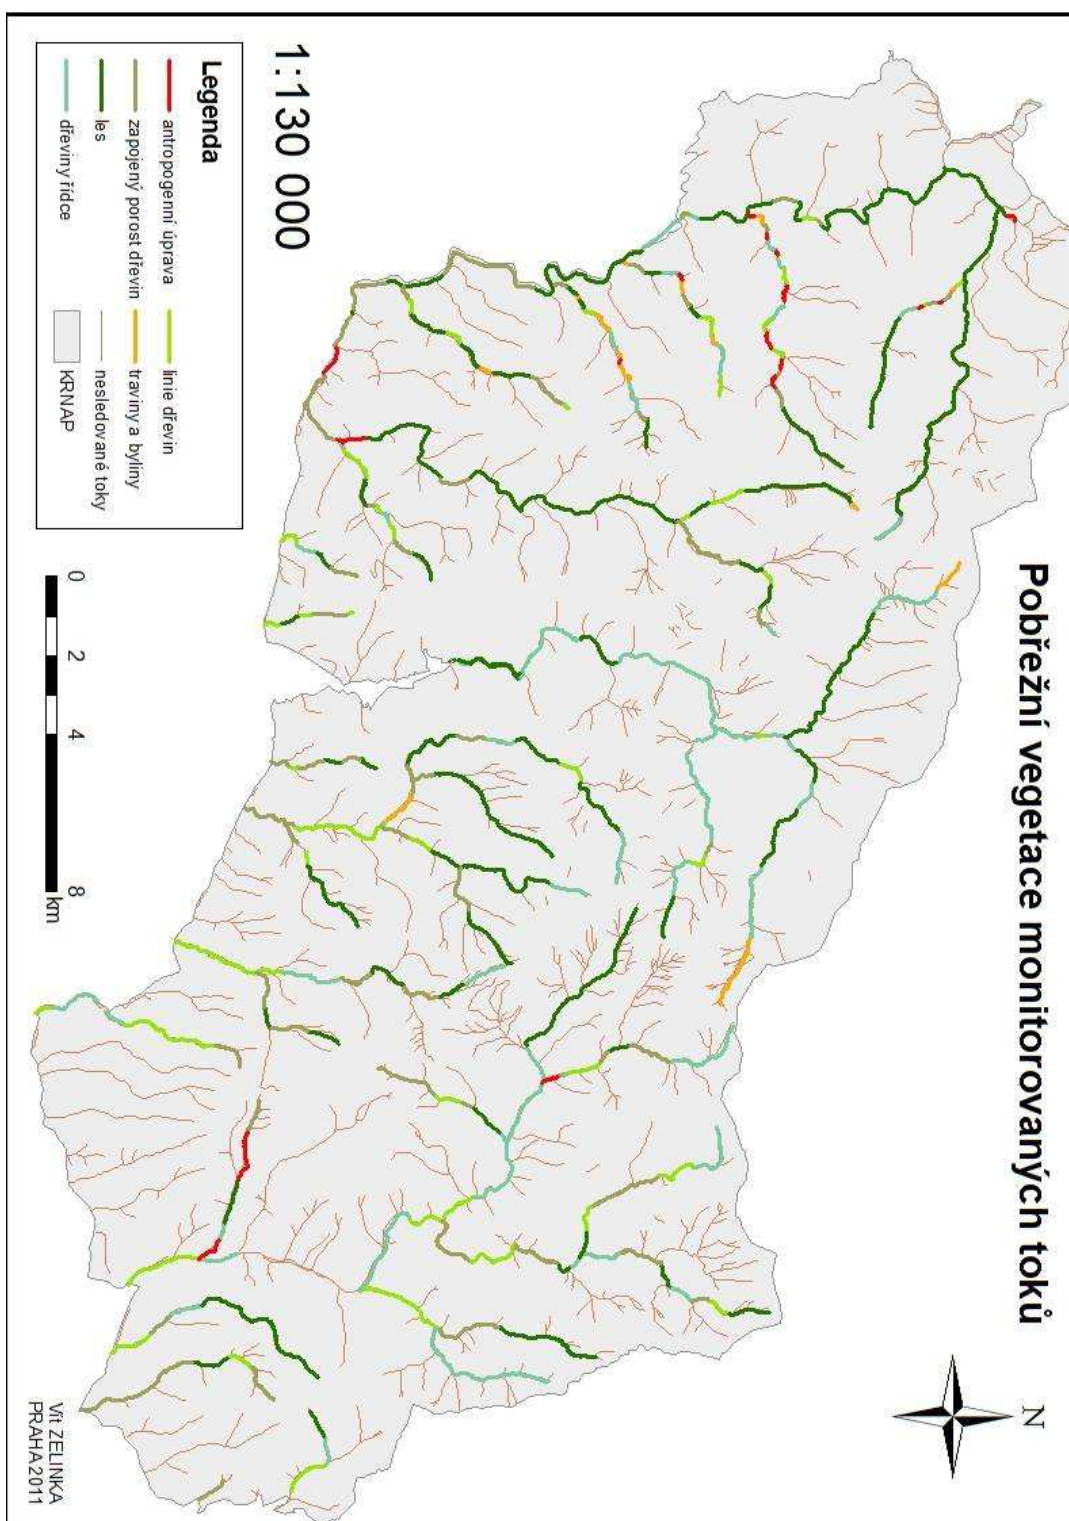 Pobřežní vegetace monitorovaných toků
N
1:130 000
Legenda
antropogenní úprava
zapojený porost dřevin
les
dřeviny řídce
linie dřevin
traviny a byliny
nesledované toky
KRNAP
0 2 4 8
km
Vít ZELINKA
PRAHA 2011